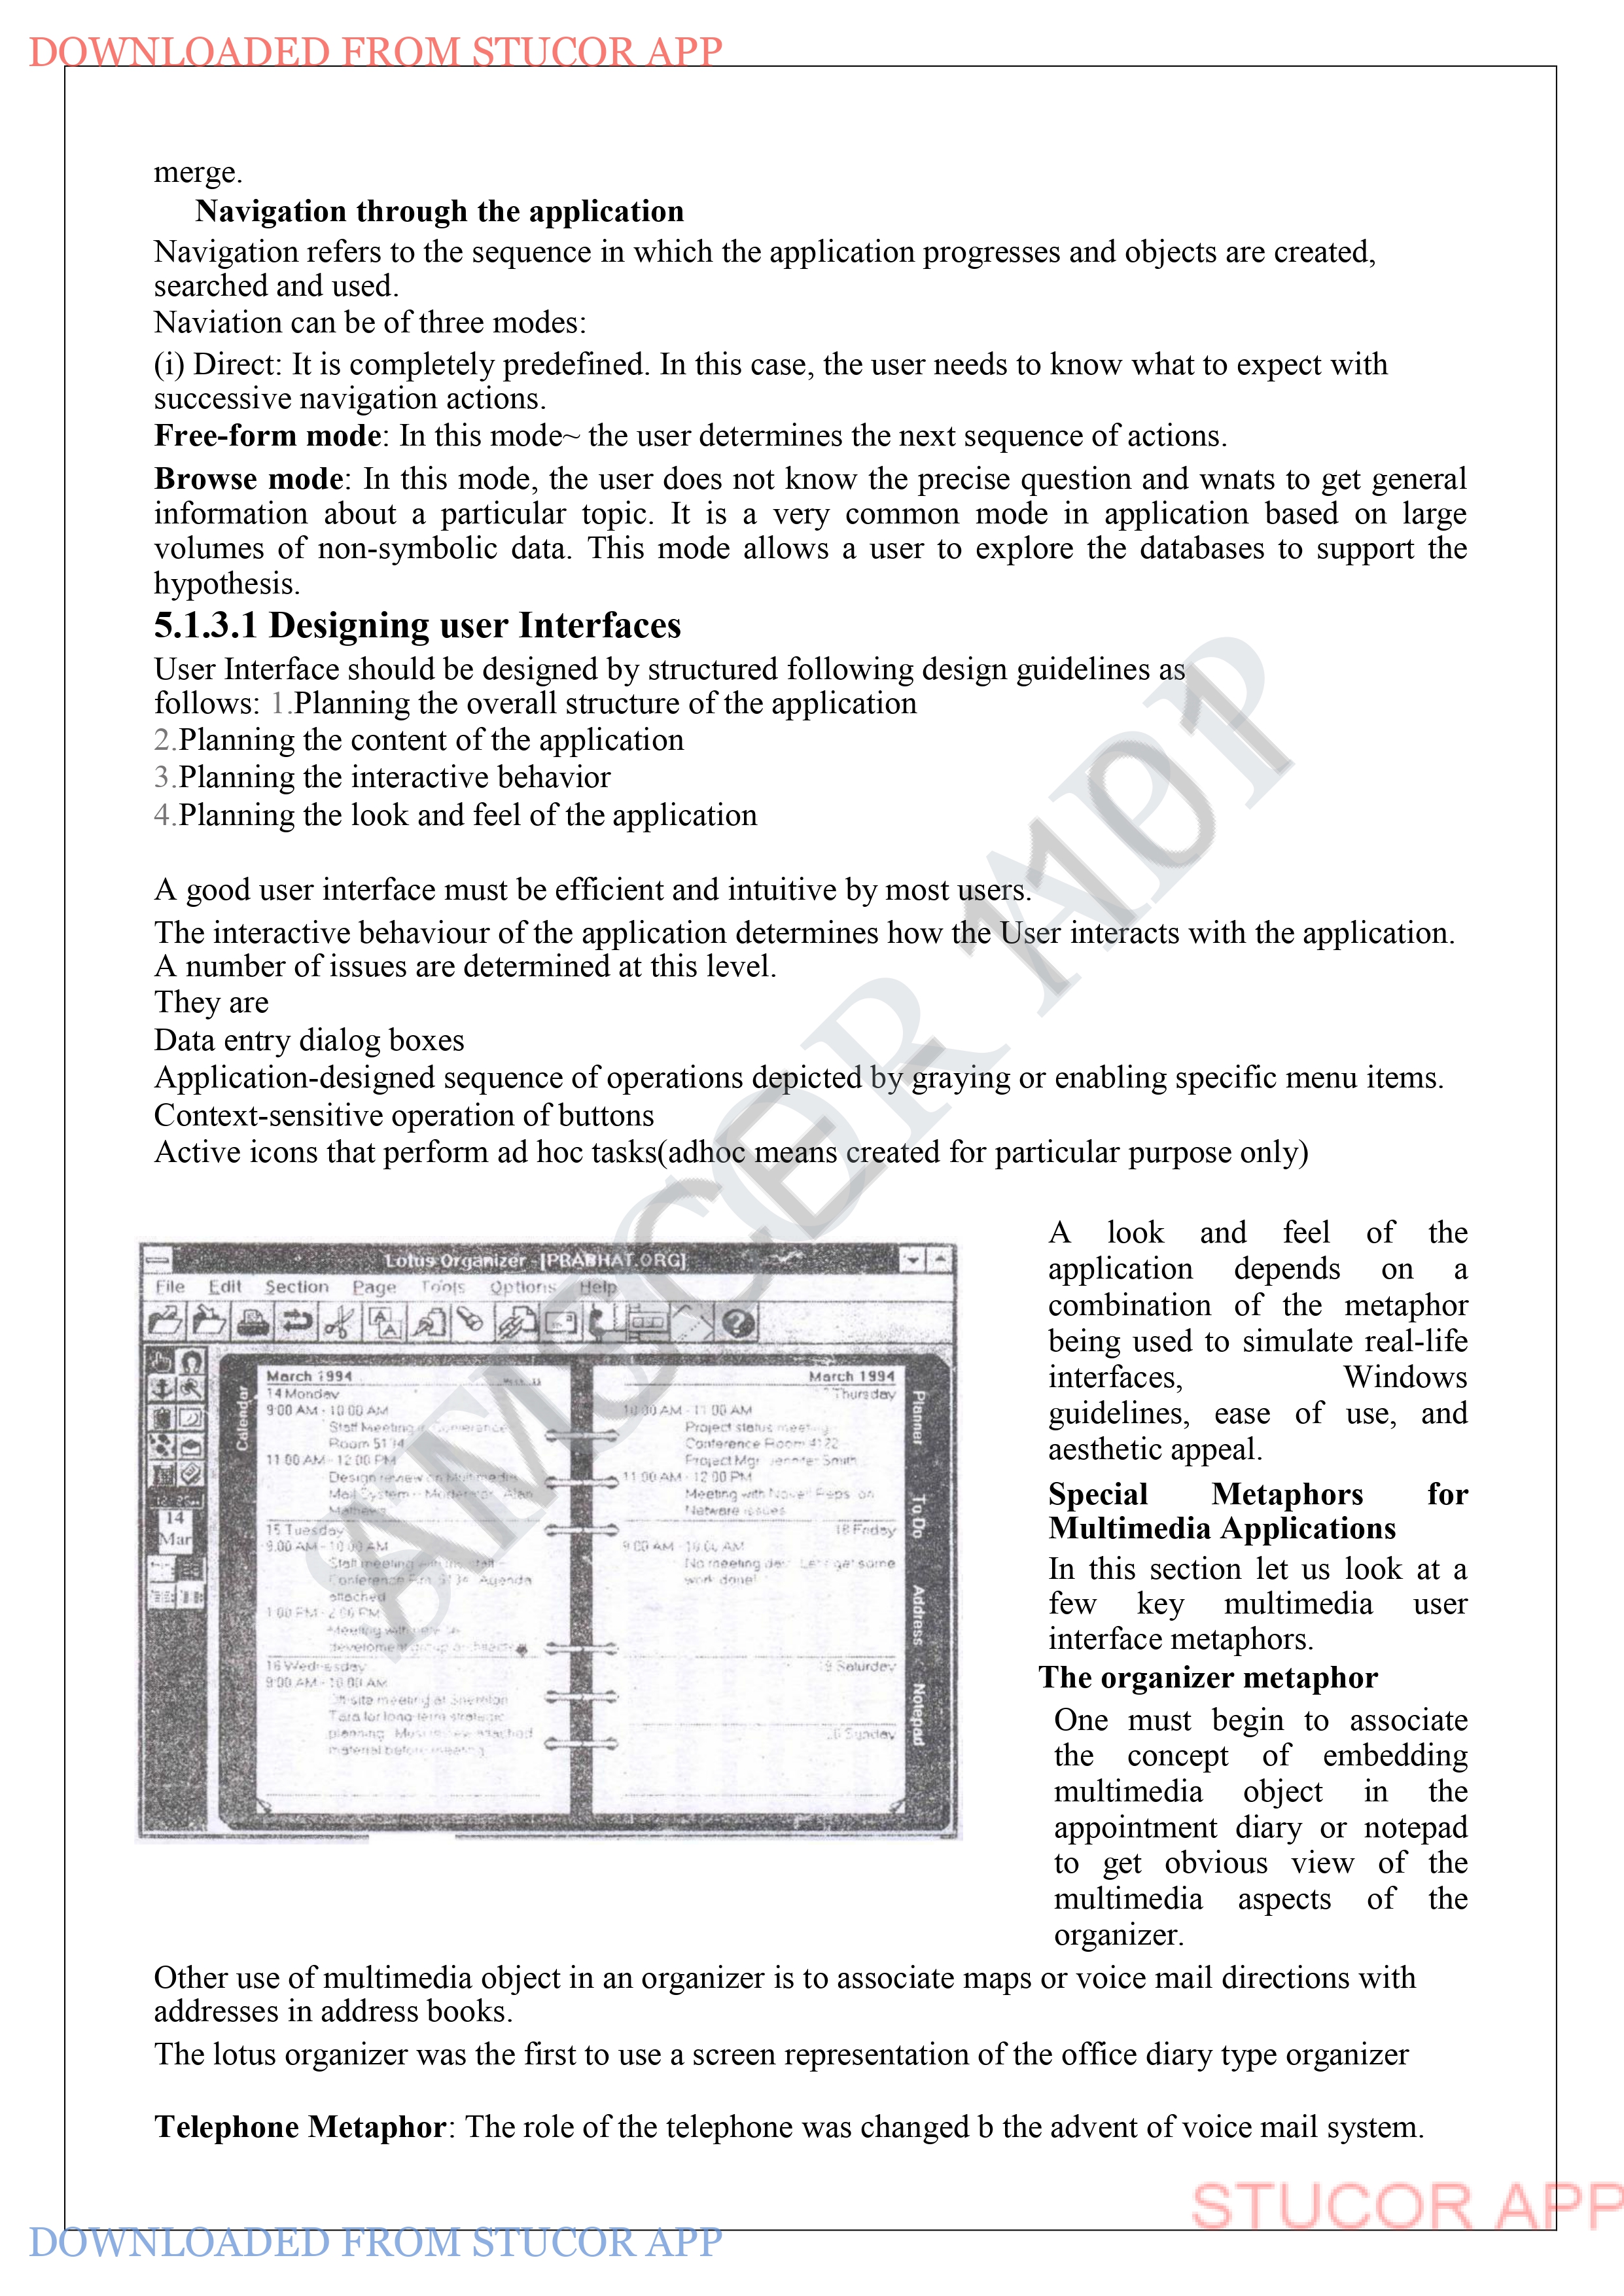 DOWNLOADED FROM STUCOR APP
merge.
Navigation through the application
Navigation refers to the sequence in which the application progresses and objects are created,
searched and used.
Naviation can be of three modes:
(i) Direct: It is completely predefined. In this case, the user needs to know what to expect with
successive navigation actions.
Free-form mode: In this mode~ the user determines the next sequence of actions.
Browse mode: In this mode, the user does not know the precise question and wnats to get general
information about a particular topic. It is a very common mode in application based on large
volumes of non-symbolic data. This mode allows a user to explore the databases to support the
hypothesis.
5.1.3.1 Designing user Interfaces
User Interface should be designed by structured following design guidelines as
follows: 1.Planning the overall structure of the application
2.Planning the content of the application
3.Planning the interactive behavior
4.Planning the look and feel of the application
A good user interface must be efficient and intuitive by most users.
The interactive behaviour of the application determines how the User interacts with the application.
A number of issues are determined at this level.
They are
Data entry dialog boxes
Application-designed sequence of operations depicted by graying or enabling specific menu items.
Context-sensitive operation of buttons
Active icons that perform ad hoc tasks(adhoc means created for particular purpose only)
Lotus Organizer - [PRABHAT.ORG]
File Edit Section Page Tools Options Help
Calendar
14
Mar
March 1994
14 Monday
9:00 AM - 10:00 AM
Staff Meeting
Room
11:00 AM - 12:00 PM
Design review on
Mail System
15 Tuesday
9:00 AM - 10:00 AM
Staff meeting
Agenda
attached
1:00 PM - 2:00 PM
Meeting with
16 Wednesday
9:00 AM - 10:00 AM
Off-site meeting at
for long term strategic
planning. attached
material before meeting
March 1994
Thursday
10:00 AM - 11:00 AM
Project status meeting
Conference Room 4122
Project Mgr Jennifer Smith
11:00 AM - 12:00 PM
Meeting with Novell Reps on
Netware issues
18 Friday
9:00 AM - 10:00 AM
No meeting get some
work done!
Saturday
Sunday
Planner
To Do
Address
Notepad
A look and feel of the
application depends on a
combination of the metaphor
being used to simulate real-life
interfaces, Windows
guidelines, ease of use, and
aesthetic appeal.
Special Metaphors for
Multimedia Applications
In this section let us look at a
few key multimedia user
interface metaphors.
The organizer metaphor
One must begin to associate
the concept of embedding
multimedia object in the
appointment diary or notepad
to get obvious view of the
multimedia aspects of the
organizer.
Other use of multimedia object in an organizer is to associate maps or voice mail directions with
addresses in address books.
The lotus organizer was the first to use a screen representation of the office diary type organizer
Telephone Metaphor: The role of the telephone was changed b the advent of voice mail system.
STUCOR APP
AMSCE 1101
STUCOR APP
DOWNLOADED FROM STUCOR APP